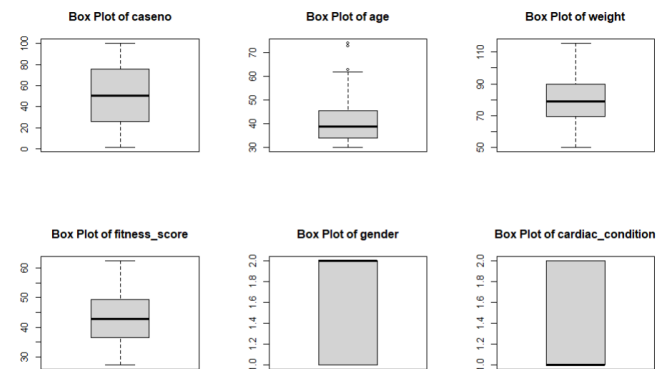 Box Plot of caseno
Box Plot of age
Box Plot of weight
0 20 40 60 80 100
30 40 50 60 70
50 70 90 110
Box Plot of fitness_score
Box Plot of gender
Box Plot of cardiac_condition
30 40 50 60
1.0 1.2 1.4 1.6 1.8 2.0
1.0 1.2 1.4 1.6 1.8 2.0